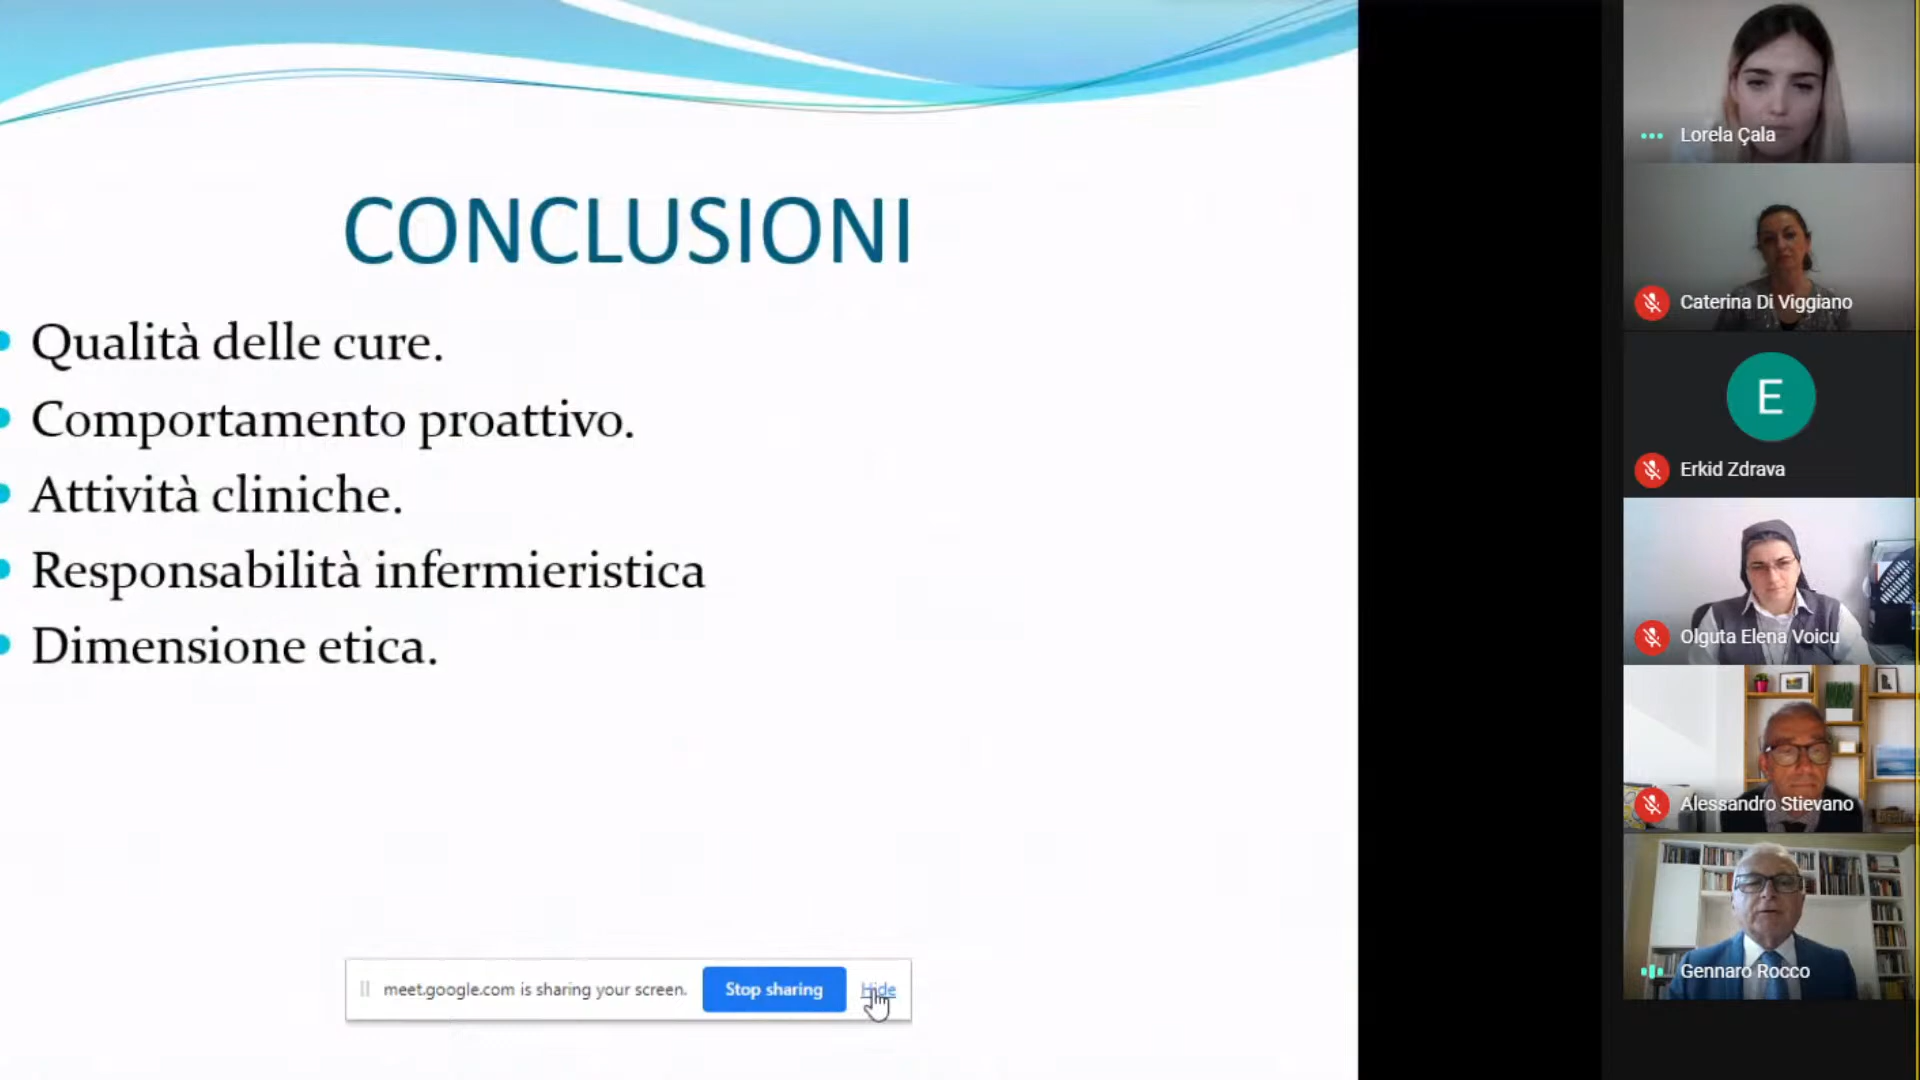 CONCLUSIONI
Qualità delle cure.
Comportamento proattivo.
Attività cliniche.
Responsabilità infermieristica
Dimensione etica.
meet.google.com is sharing your screen. Stop sharing Hide
Lorela Çala
Caterina Di Viggiano
E
Erkid Zdrava
Olguta Elena Voicu
Alessandro Stievano
Gennaro Rocco